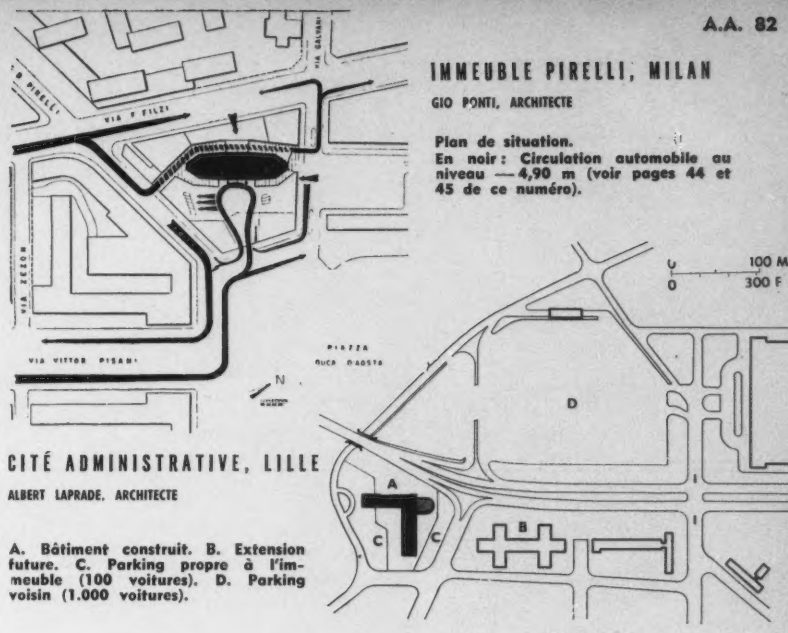 A.A. 82
IMMEUBLE PIRELLI, MILAN
GIO PONTI, ARCHITECTE
Plan de situation.
En noir : Circulation automobile au
niveau — 4,90 m (voir pages 44 et
45 de ce numéro).
VIA GALVANI
PIRELLI
VIA F FILZI
VIA ZEZON
VIA VITTOR PISANI
PIAZZA
DUCA D'AOSTA
N
0 100 M
0 300 F
D
A
B
C
C
CITÉ ADMINISTRATIVE, LILLE
ALBERT LAPRADE, ARCHITECTE
A. Bâtiment construit. B. Extension
future. C. Parking propre à l'im-
meuble (100 voitures). D. Parking
voisin (1.000 voitures).